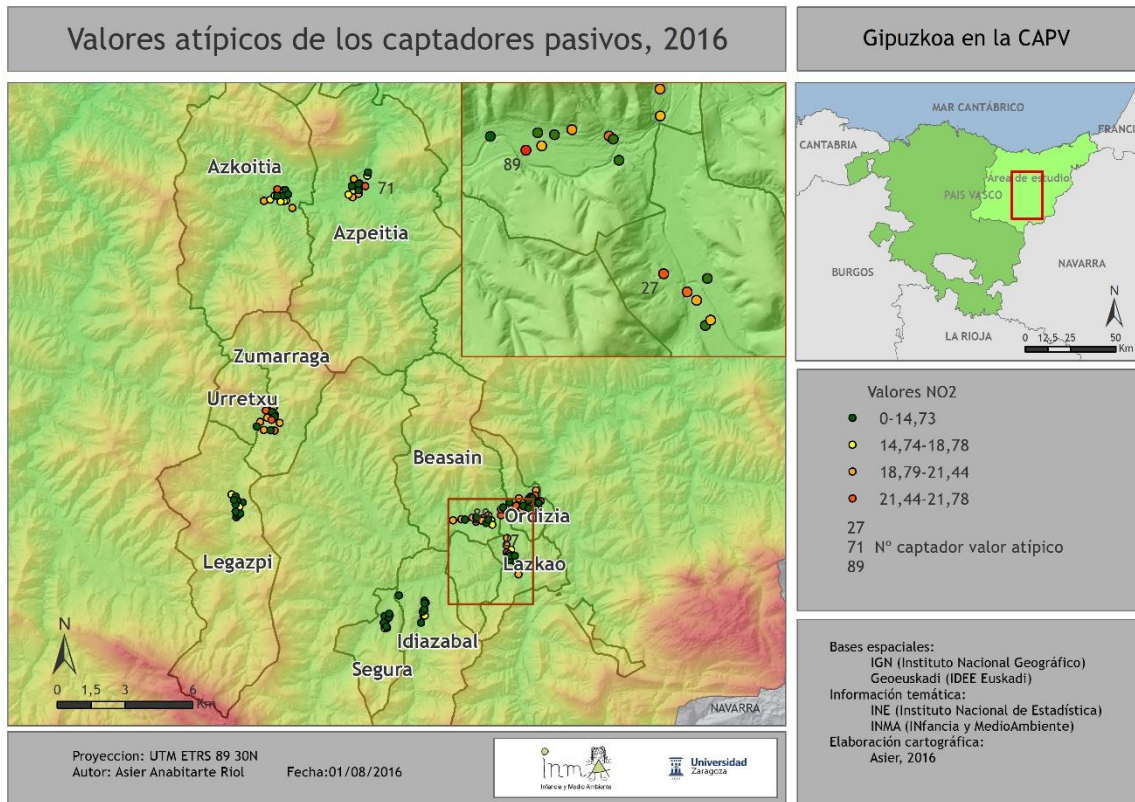 Valores atípicos de los captadores pasivos, 2016
Gipuzkoa en la CAPV
Azkoitia
71
Azpeitia
Zumarraga
Urretxu
Beasain
Ordizia
Legazpi
Lazkao
Idiazabal
Segura
NAVARRA
N
0 1,5 3 6
Km
89
27
MAR CANTÁBRICO
CANTABRIA
FRANCI
Área de estudio
PAIS VASCO
BURGOS
NAVARRA
LA RIOJA
N
0 12,5 25 50
Km
Valores NO2
0-14,73
14,74-18,78
18,79-21,44
21,44-21,78
27
71 Nº captador valor atípico
89
Bases espaciales:
IGN (Instituto Nacional Geográfico)
Geoeuskadi (IDEE Euskadi)
Información temática:
INE (Instituto Nacional de Estadística)
INMA (INfancia y MedioAmbiente)
Elaboración cartográfica:
Asier, 2016
Proyeccion: UTM ETRS 89 30N
Autor: Asier Anabitarte Riol Fecha:01/08/2016
inmA
Infancia y Medio Ambiente
Universidad
Zaragoza